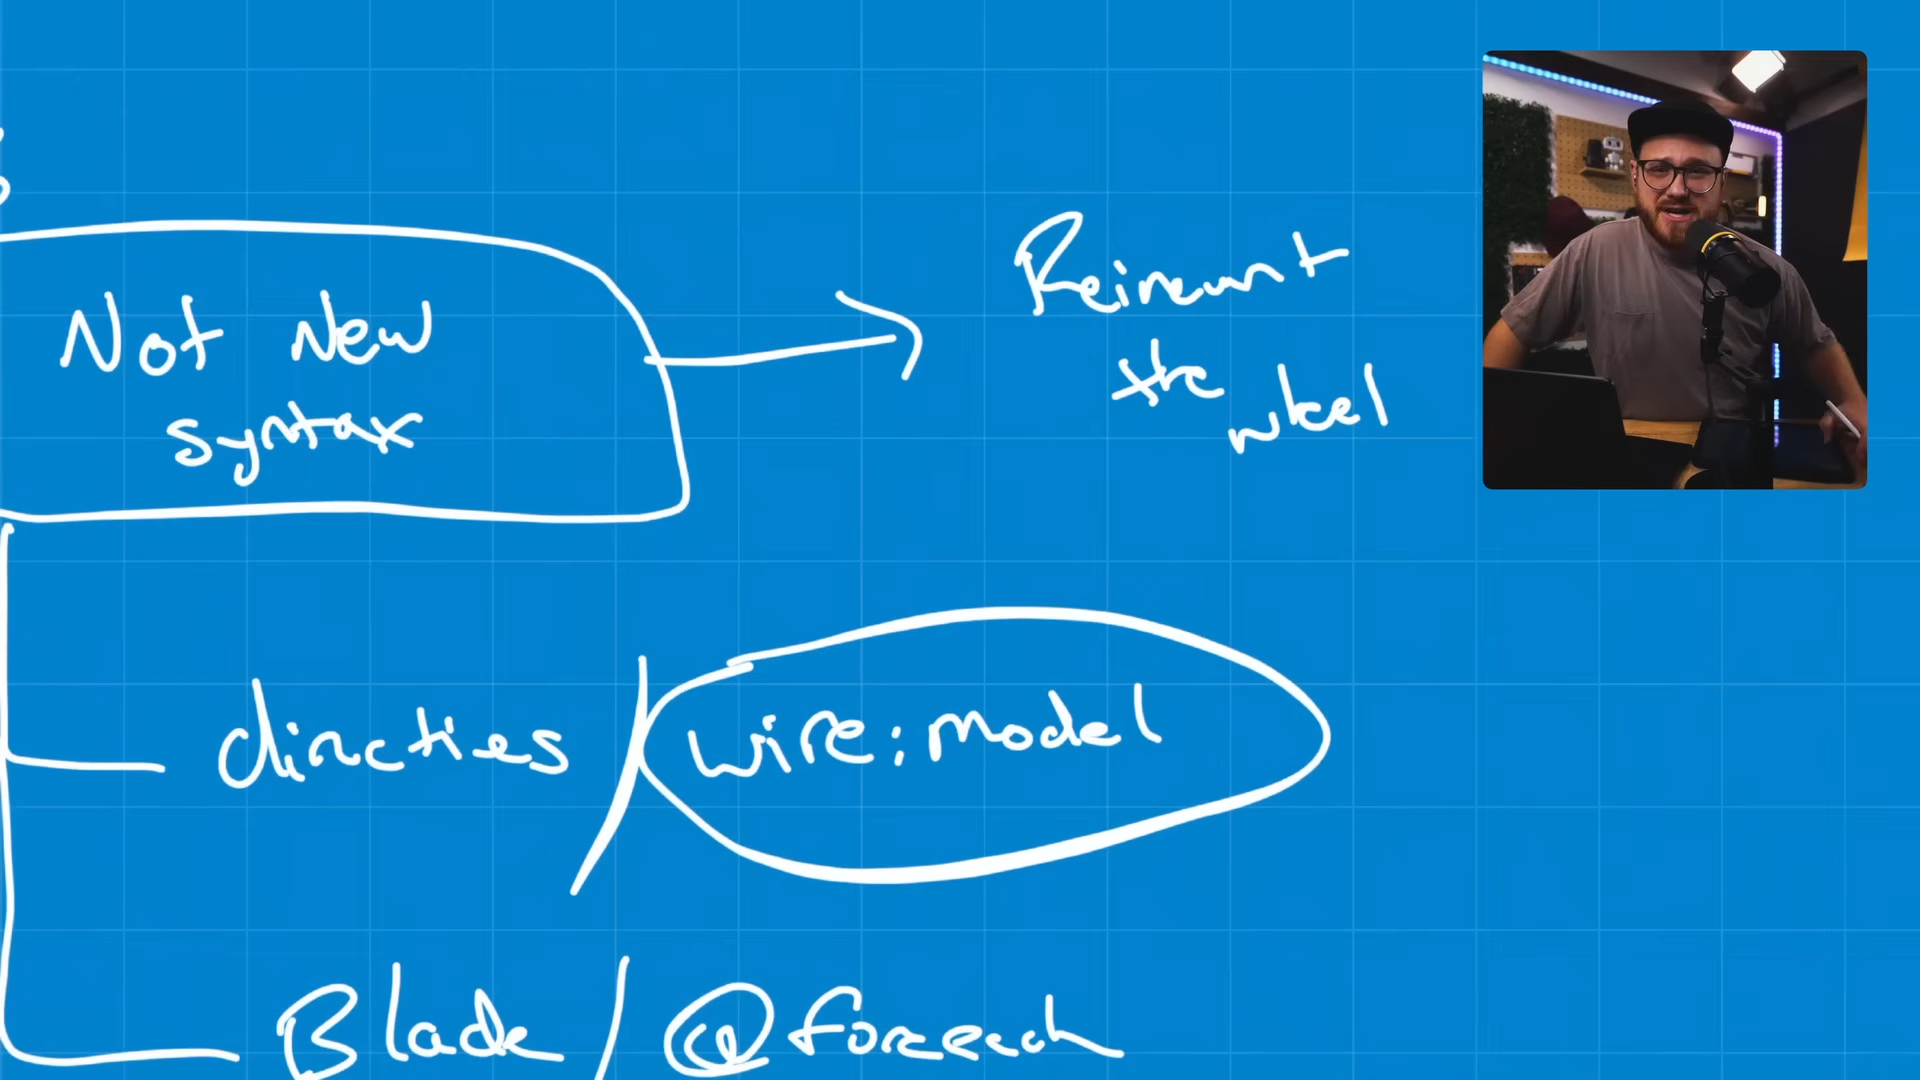 Not New
syntax
Reinvent
the
wheel
directives / wire:model
Blade / @foreach